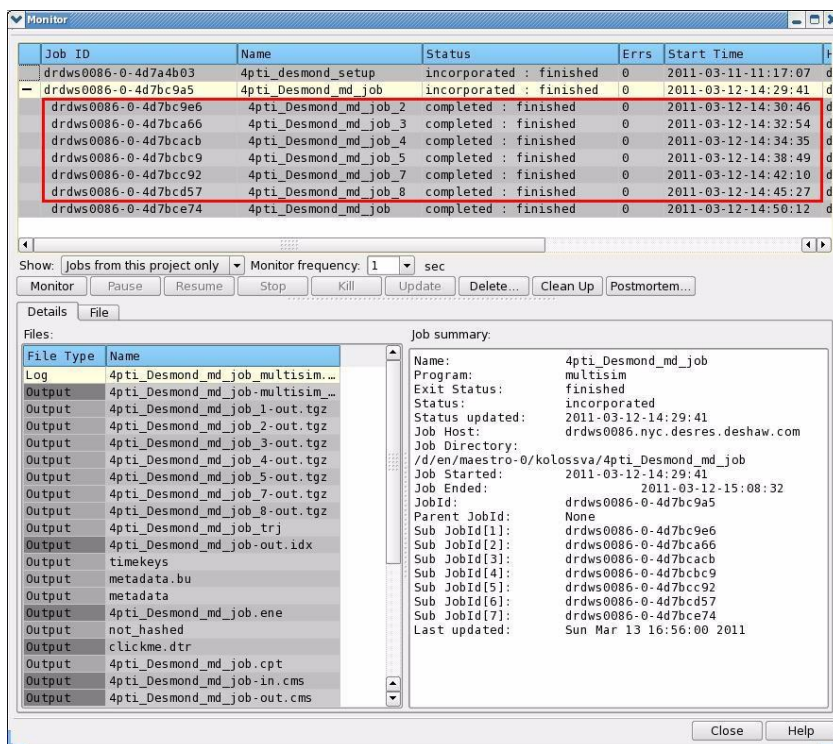 Monitor
Job ID Name Status Errs Start Time H
drdws0086-0-4d7a4b03 4pti_desmond_setup incorporated : finished 0 2011-03-11-11:17:07 d
drdws0086-0-4d7bc9a5 4pti_Desmond_md_job incorporated : finished 0 2011-03-12-14:29:41 d
drdws0086-0-4d7bc9e6 4pti_Desmond_md_job_2 completed : finished 0 2011-03-12-14:30:46 d
drdws0086-0-4d7bca66 4pti_Desmond_md_job_3 completed : finished 0 2011-03-12-14:32:54 d
drdws0086-0-4d7bcacb 4pti_Desmond_md_job_4 completed : finished 0 2011-03-12-14:34:35 d
drdws0086-0-4d7bcbc9 4pti_Desmond_md_job_5 completed : finished 0 2011-03-12-14:38:49 d
drdws0086-0-4d7bcc92 4pti_Desmond_md_job_7 completed : finished 0 2011-03-12-14:42:10 d
drdws0086-0-4d7bcd57 4pti_Desmond_md_job_8 completed : finished 0 2011-03-12-14:45:27 d
drdws0086-0-4d7bce74 4pti_Desmond_md_job completed : finished 0 2011-03-12-14:50:12 d
Show: Jobs from this project only Monitor frequency: 1 sec
Monitor Pause Resume Stop Kill Update Delete... Clean Up Postmortem...
Details File
Files:
File Type Name
Log 4pti_Desmond_md_job_multisim....
Output 4pti_Desmond_md_job-multisim_...
Output 4pti_Desmond_md_job_1-out.tgz
Output 4pti_Desmond_md_job_2-out.tgz
Output 4pti_Desmond_md_job_3-out.tgz
Output 4pti_Desmond_md_job_4-out.tgz
Output 4pti_Desmond_md_job_5-out.tgz
Output 4pti_Desmond_md_job_7-out.tgz
Output 4pti_Desmond_md_job_8-out.tgz
Output 4pti_Desmond_md_job_trj
Output 4pti_Desmond_md_job-out.idx
Output timekeys
Output metadata.bu
Output metadata
Output 4pti_Desmond_md_job.ene
Output not_hashed
Output clickme.dtr
Output 4pti_Desmond_md_job.cpt
Output 4pti_Desmond_md_job-in.cms
Output 4pti_Desmond_md_job-out.cms
Job summary:
Name: 4pti_Desmond_md_job
Program: multisim
Exit Status: finished
Status: incorporated
Status updated: 2011-03-12-14:29:41
Job Host: drdws0086.nyc.desres.deshaw.com
Job Directory:
/d/en/maestro-0/kolossva/4pti_Desmond_md_job
Job Started: 2011-03-12-14:29:41
Job Ended: 2011-03-12-15:08:32
JobId: drdws0086-0-4d7bc9a5
Parent JobId: None
Sub JobId[1]: drdws0086-0-4d7bc9e6
Sub JobId[2]: drdws0086-0-4d7bca66
Sub JobId[3]: drdws0086-0-4d7bcacb
Sub JobId[4]: drdws0086-0-4d7bcbc9
Sub JobId[5]: drdws0086-0-4d7bcc92
Sub JobId[6]: drdws0086-0-4d7bcd57
Sub JobId[7]: drdws0086-0-4d7bce74
Last updated: Sun Mar 13 16:56:00 2011
Close Help